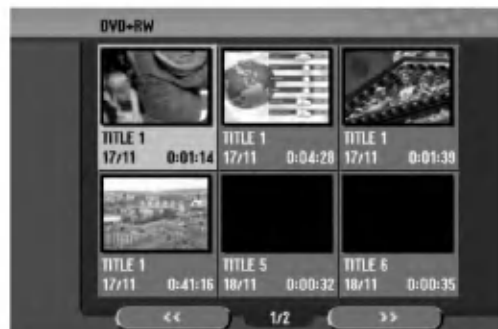 DVD+RW
TITLE 1 TITLE 1 TITLE 1
17/11 0:01:14 17/11 0:04:28 17/11 0:01:39
TITLE 1 TITLE 5 TITLE 6
17/11 0:41:16 18/11 0:00:32 18/11 0:00:35
<< 1/2 >>